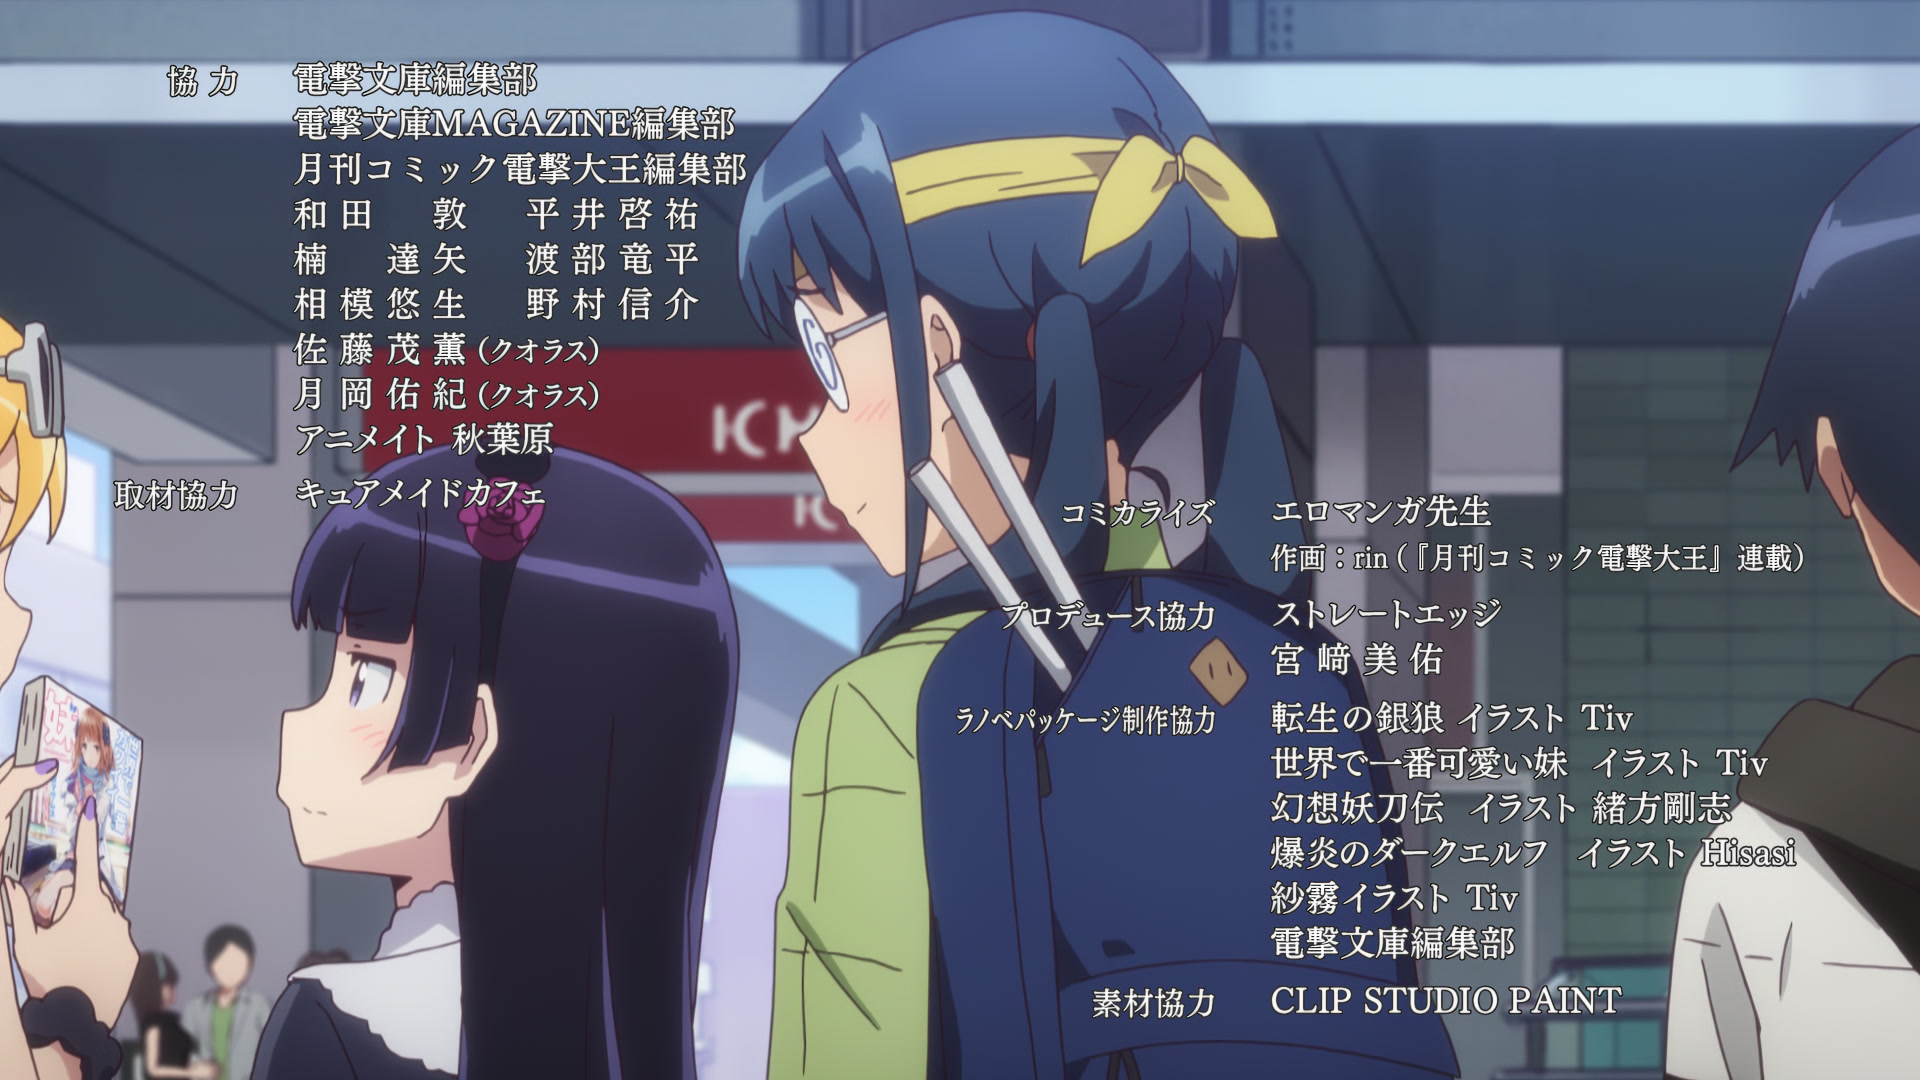 協力 電撃文庫編集部
電撃文庫MAGAZINE編集部
月刊コミック電撃大王編集部
和田 敦 平井啓祐
楠 達矢 渡部竜平
相模悠生 野村信介
佐藤茂薫(クオラス)
月岡佑紀(クオラス)
アニメイト 秋葉原
取材協力 キュアメイドカフェ
コミカライズ エロマンガ先生
作画：rin(『月刊コミック電撃大王』連載)
プロデュース協力 ストレートエッジ
宮﨑美佑
ラノベパッケージ制作協力 転生の銀狼 イラスト Tiv
世界で一番可愛い妹 イラスト Tiv
幻想妖刀伝 イラスト 緒方剛志
爆炎のダークエルフ イラスト Hisasi
紗霧イラスト Tiv
電撃文庫編集部
素材協力 CLIP STUDIO PAINT